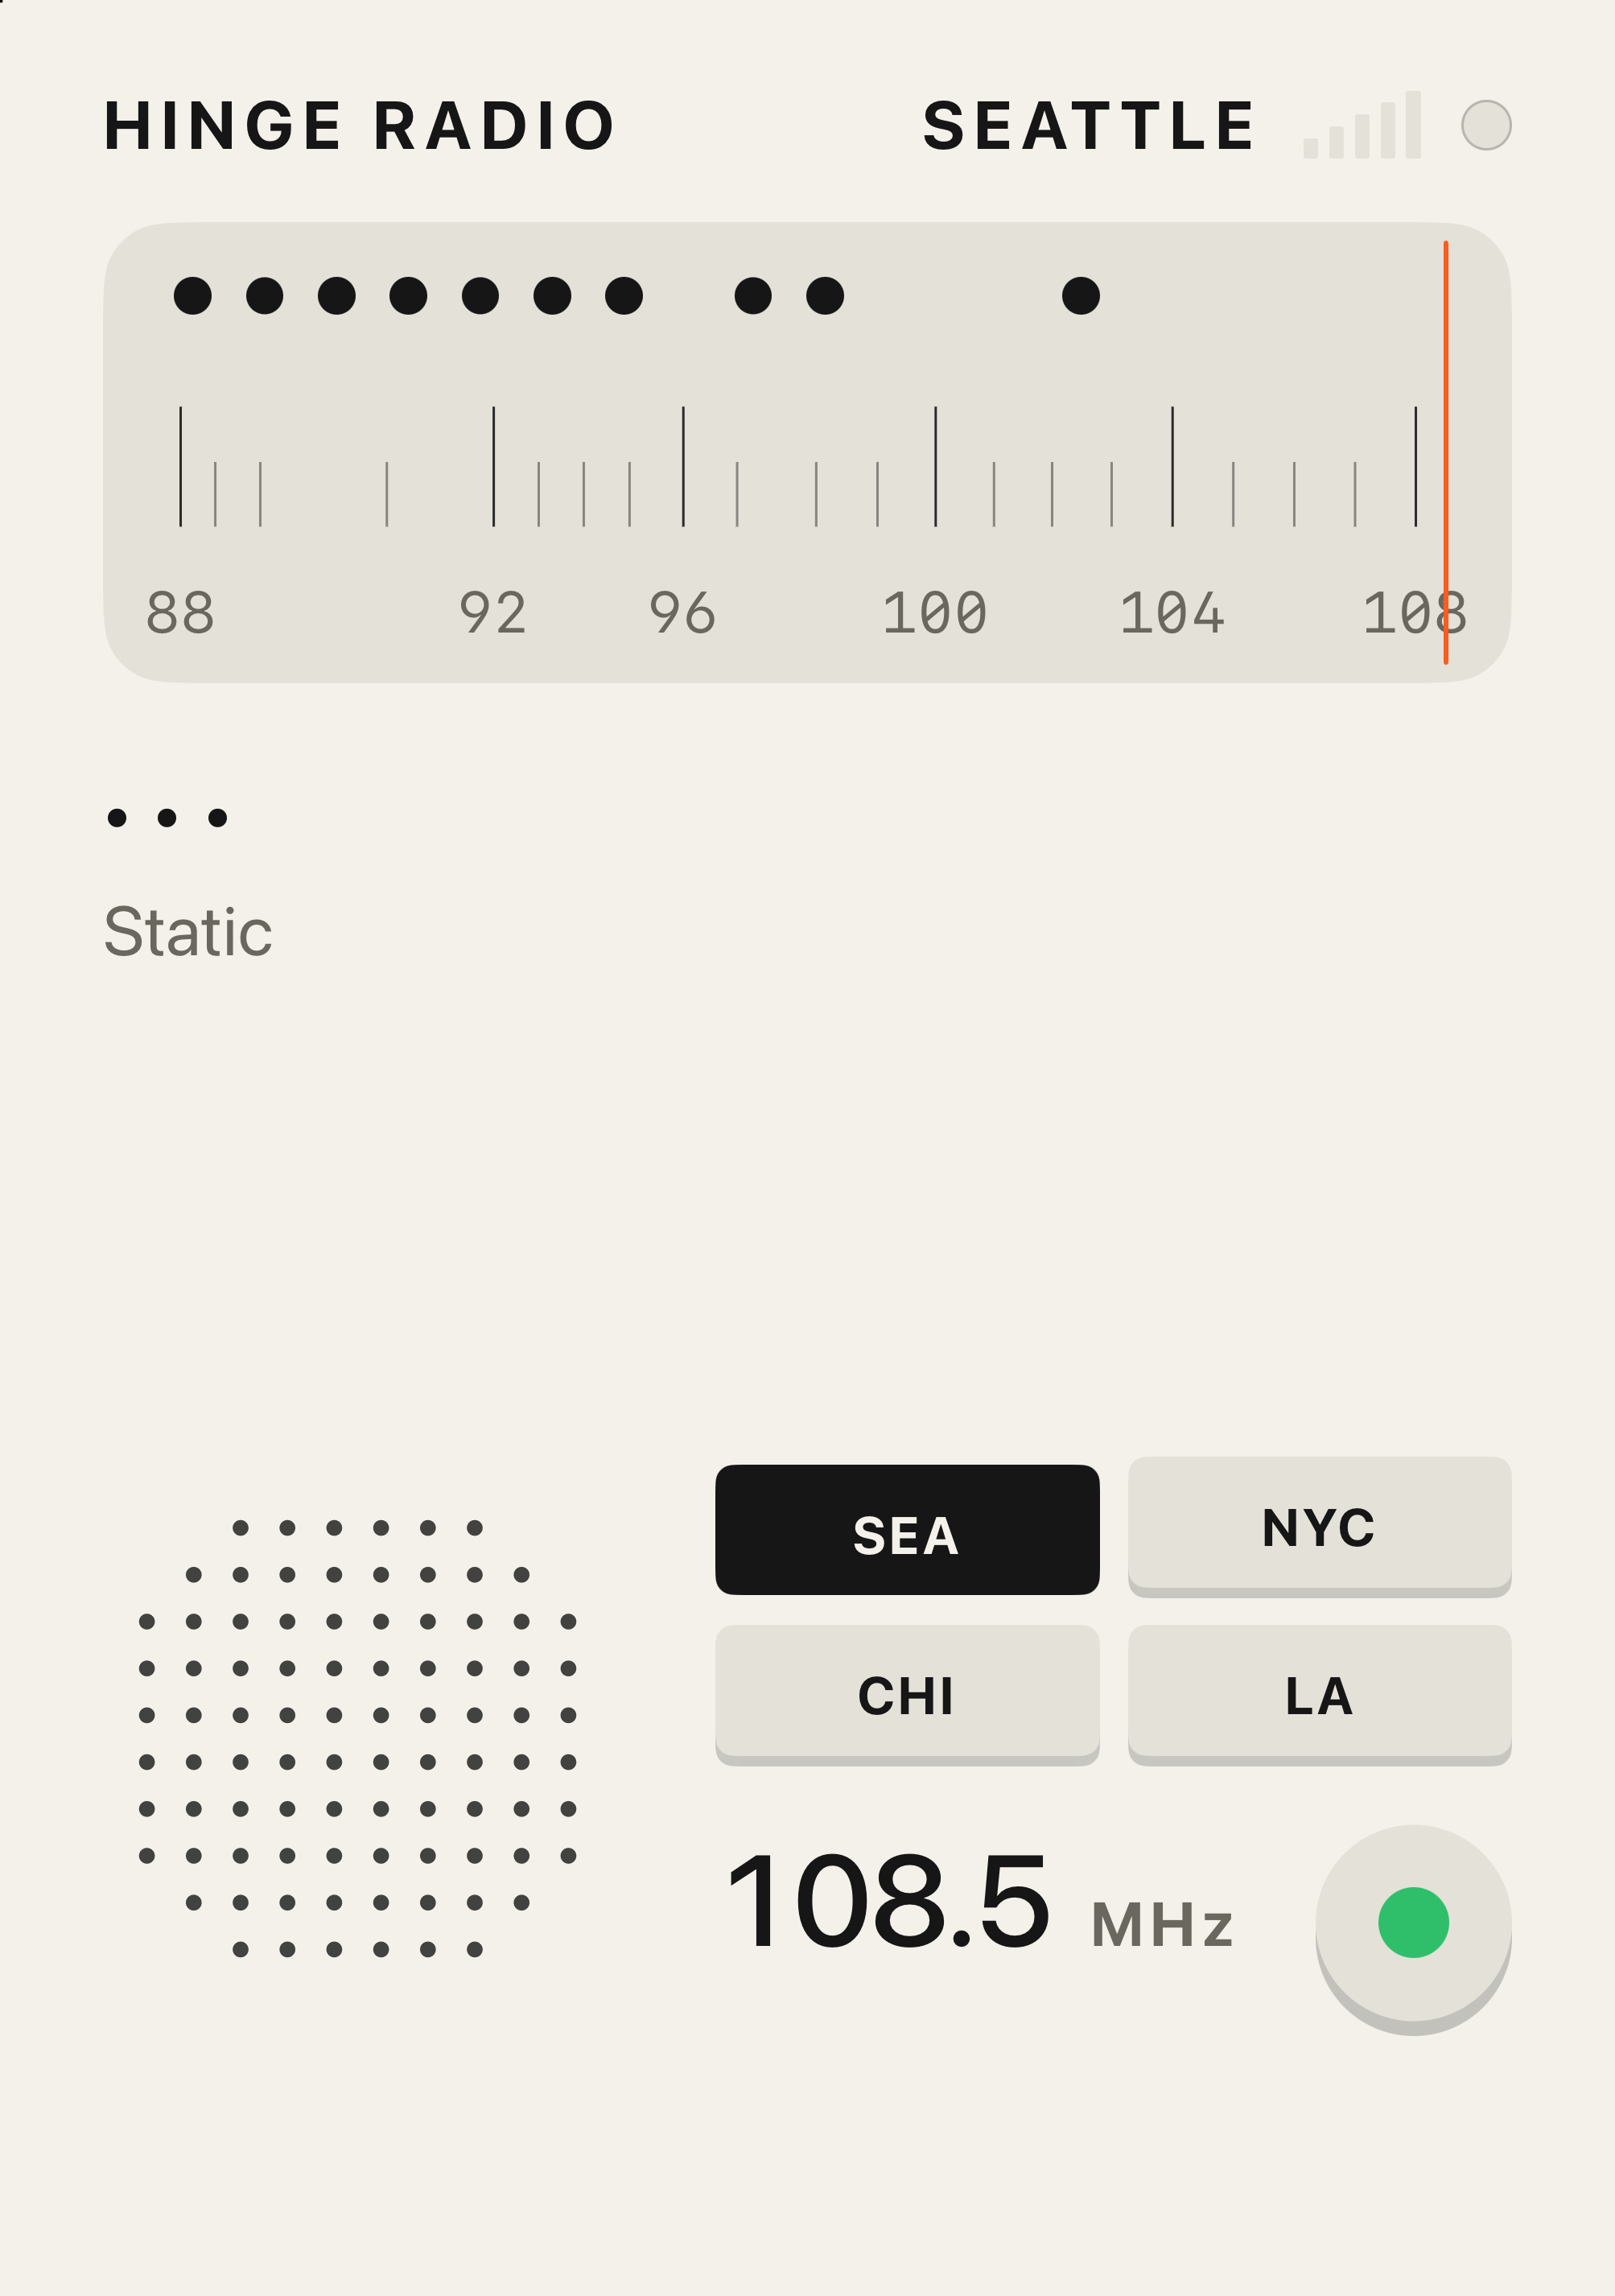 HINGE RADIO SEATTLE
88 92 96 100 104 108
Static
SEA NYC
CHI LA
108.5 MHz